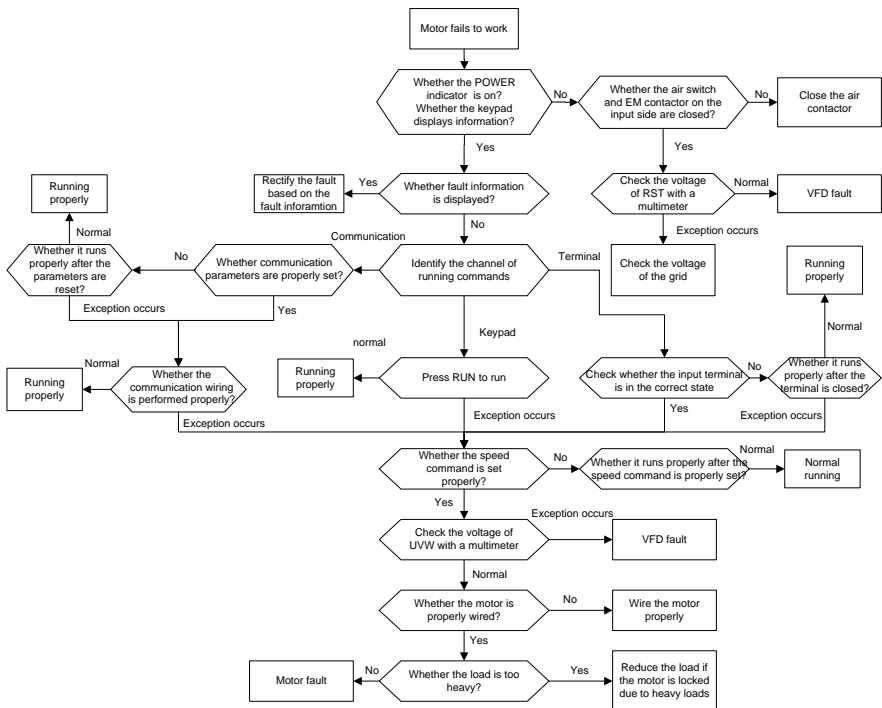 Motor fails to work
Whether the POWER
indicator is on?
Whether the keypad
displays information?
No
Whether the air switch
and EM contactor on the
input side are closed?
No
Close the air
contactor
Yes
Yes
Rectify the fault
based on the
fault inforamtion
Yes
Whether fault information
is displayed?
Check the voltage
of RST with a
multimeter
Normal
VFD fault
Running
properly
Normal
No
Exception occurs
Communication
Whether it runs
properly after the
parameters are
reset?
No
Whether communication
parameters are properly set?
Identify the channel of
running commands
Terminal
Check the voltage
of the grid
Running
properly
Exception occurs
Yes
Keypad
Normal
normal
Running
properly
Normal
Whether the
communication wiring
is performed properly?
Running
properly
Press RUN to run
Check whether the input terminal
is in the correct state
No
Whether it runs
properly after the
terminal is closed?
Exception occurs
Exception occurs
Yes
Exception occurs
Whether the speed
command is set
properly?
No
Whether it runs properly after the
speed command is properly set?
Normal
Normal
running
Yes
Exception occurs
Check the voltage of
UVW with a multimeter
VFD fault
Normal
Whether the motor is
properly wired?
No
Wire the motor
properly
Yes
Motor fault
No
Whether the load is too
heavy?
Yes
Reduce the load if
the motor is locked
due to heavy loads